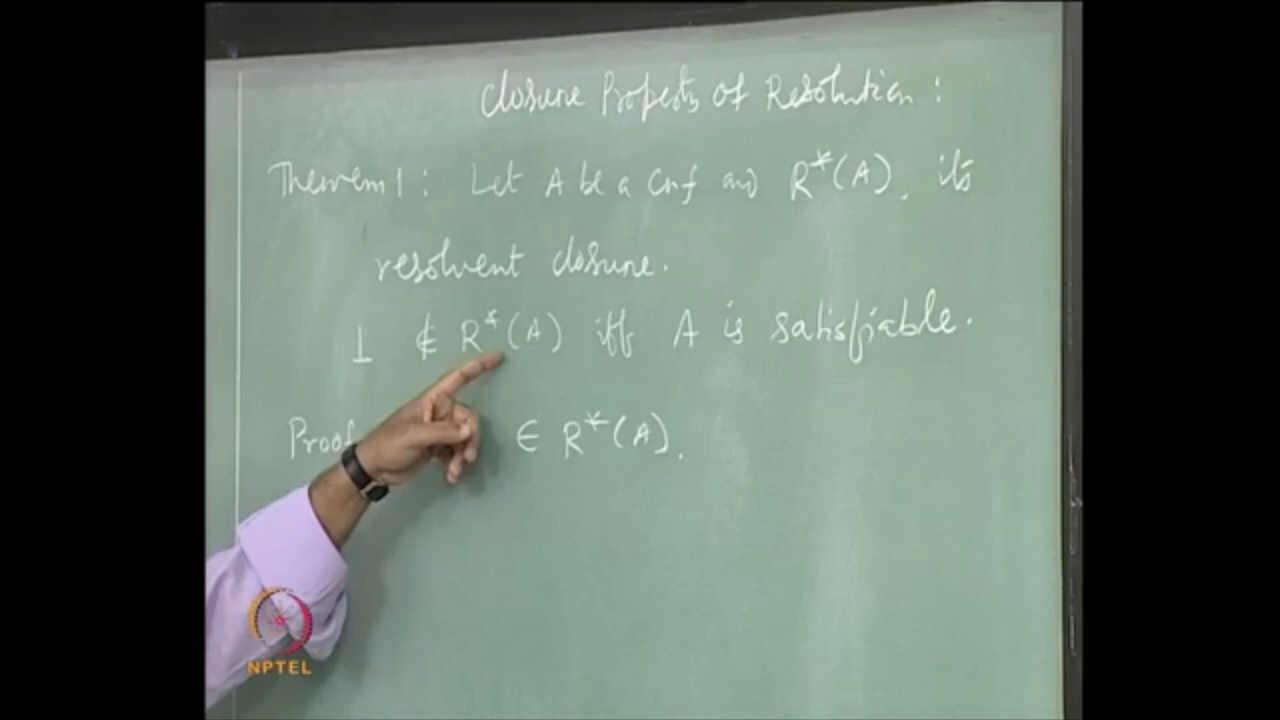 Closure Property of Resolution :
Theorem 1 : Let A be a cnf and R*(A), its
resolvent closure.
⊥ ∉ R*(A) iff A is satisfiable.
Proof ∈ R*(A).
NPTEL